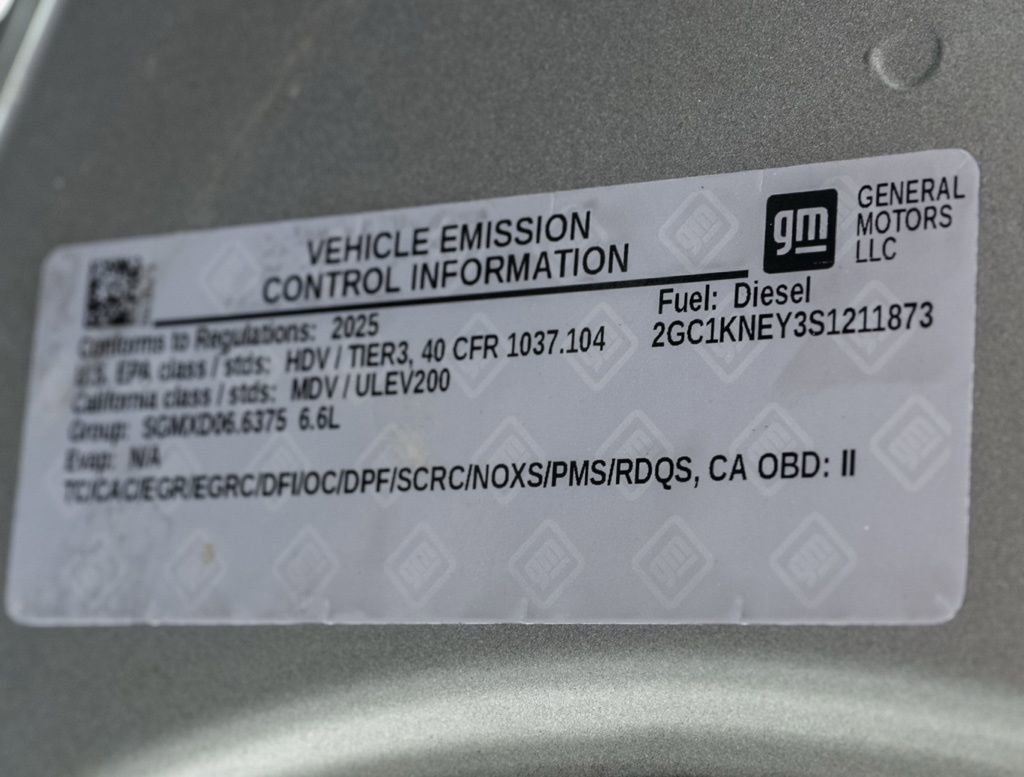 VEHICLE EMISSION
CONTROL INFORMATION
gm
GENERAL
MOTORS
LLC
Conforms to Regulations: 2025
Fuel: Diesel
U.S. EPA class / stds: HDV / TIER3, 40 CFR 1037.104
2GC1KNEY3S1211873
California class / stds: MDV / ULEV200
Group: SGMXD06.6375 6.6L
Evap: N/A
TC/CAC/EGR/EGRC/DFI/OC/DPF/SCRC/NOXS/PMS/RDQS, CA OBD: II